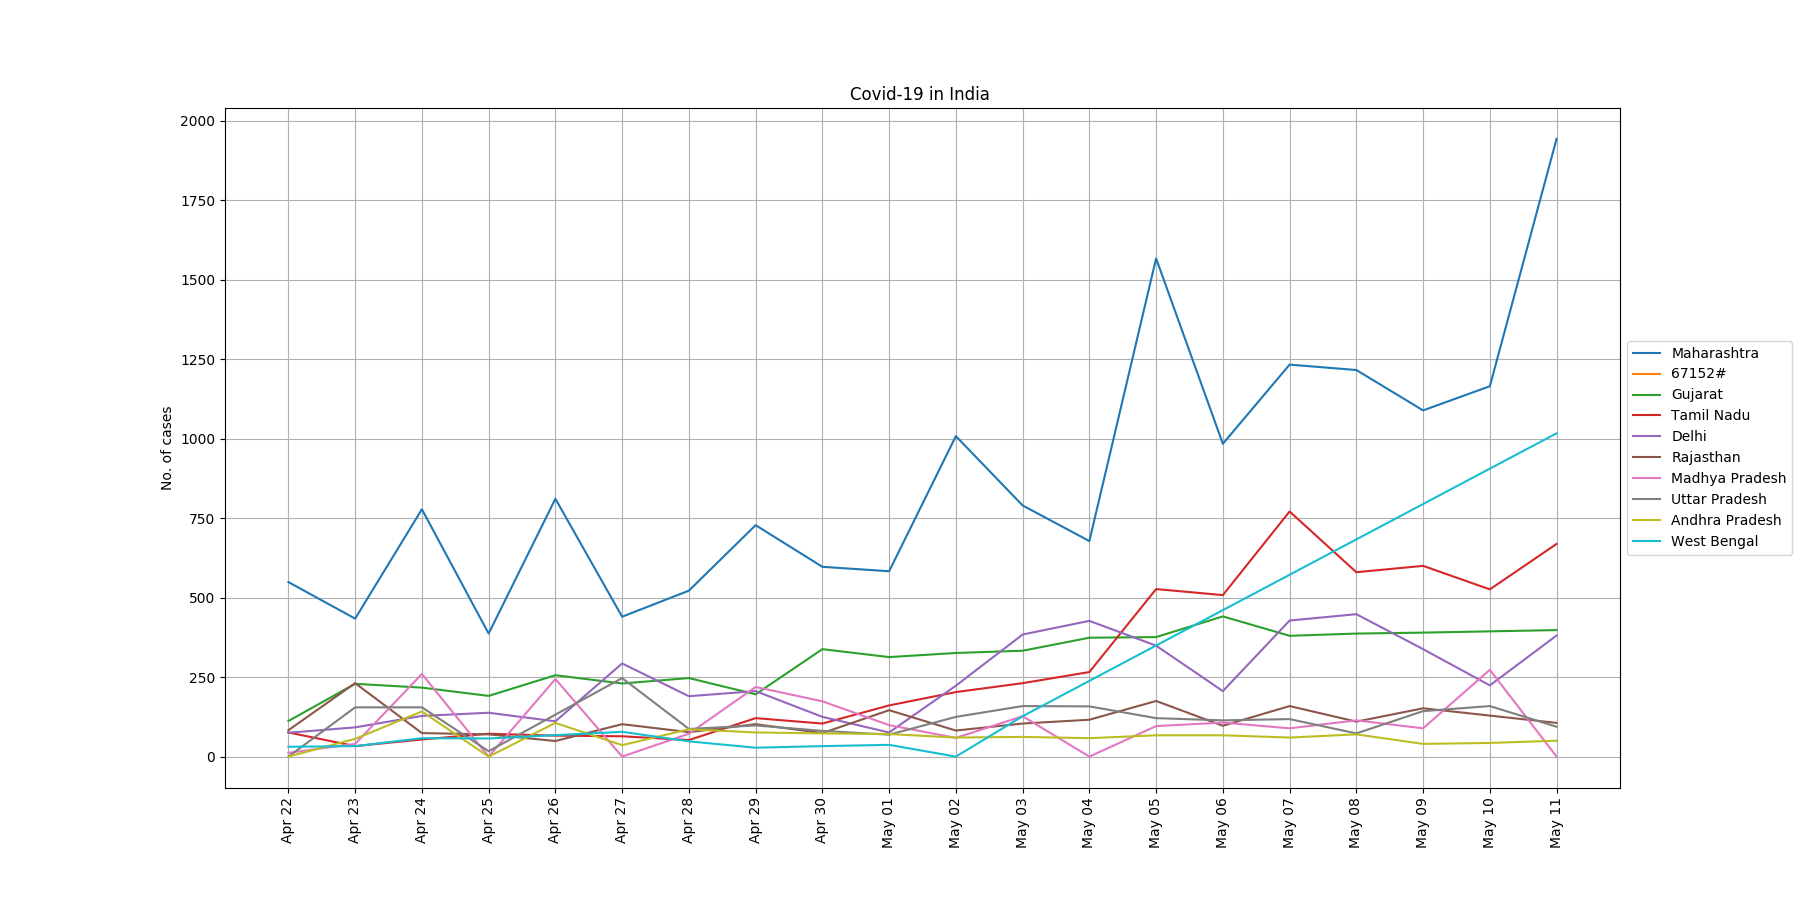 Covid-19 in India
2000
1750
1500
1250
1000
750
500
250
0
No. of cases
Apr 22
Apr 23
Apr 24
Apr 25
Apr 26
Apr 27
Apr 28
Apr 29
Apr 30
May 01
May 02
May 03
May 04
May 05
May 06
May 07
May 08
May 09
May 10
May 11
Maharashtra
67152#
Gujarat
Tamil Nadu
Delhi
Rajasthan
Madhya Pradesh
Uttar Pradesh
Andhra Pradesh
West Bengal